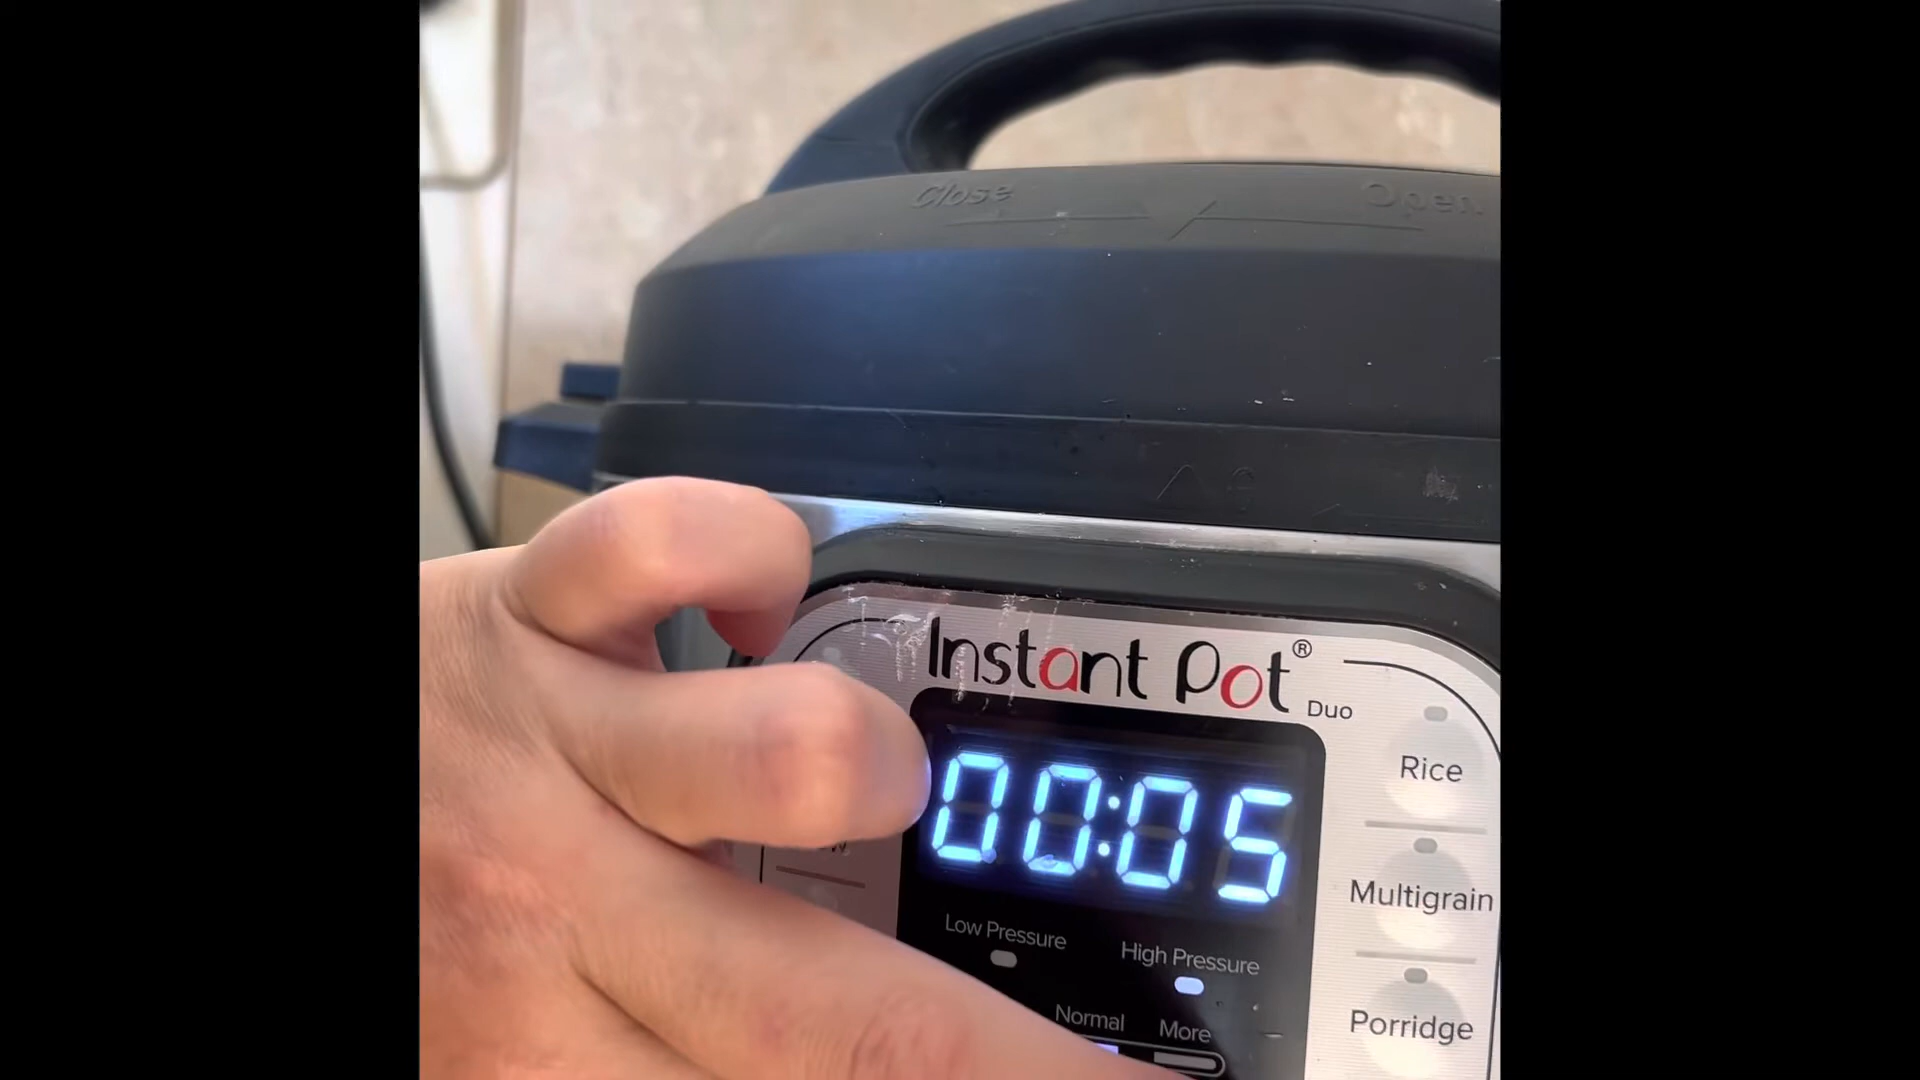 Close Open
Instant Pot®
Duo
00:05
Rice
Low Pressure
High Pressure
Multigrain
Normal
More
Porridge